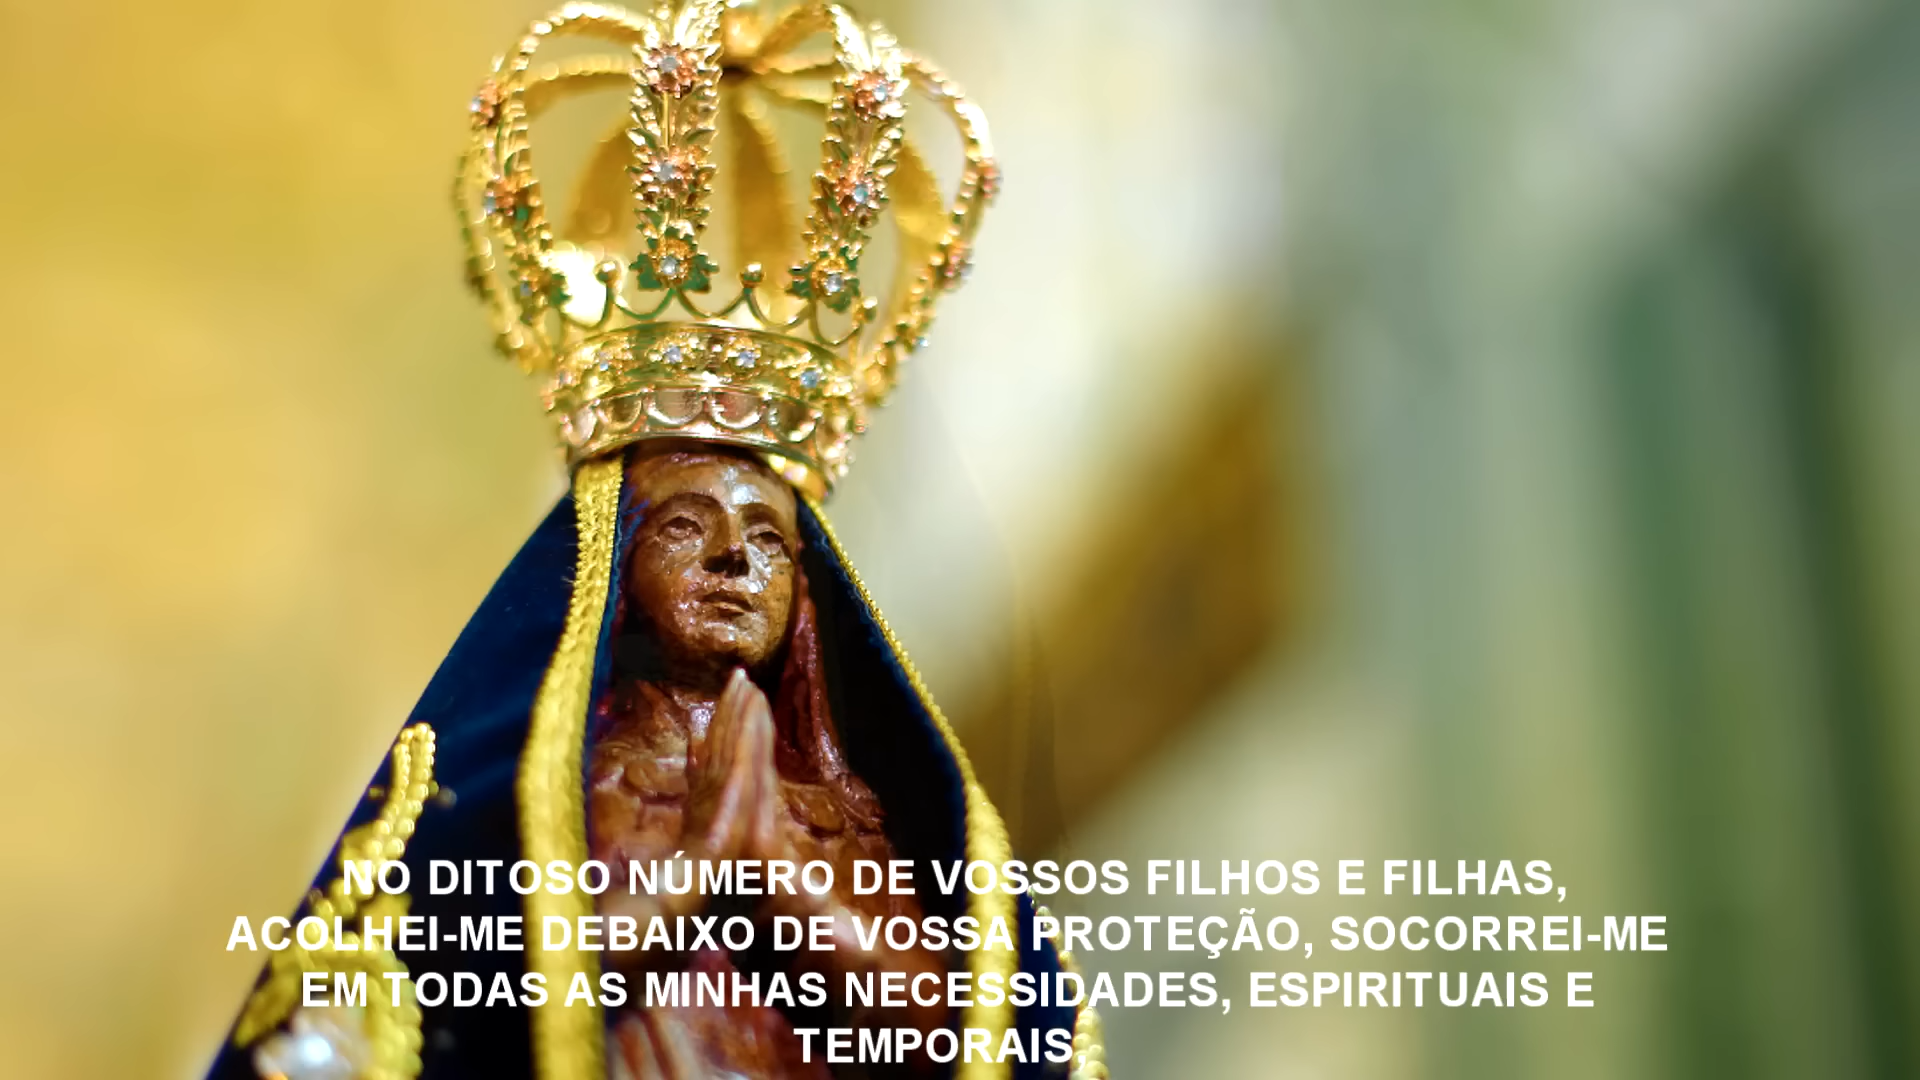 NO DITOSO NÚMERO DE VOSSOS FILHOS E FILHAS,
ACOLHEI-ME DEBAIXO DE VOSSA PROTEÇÃO, SOCORREI-ME
EM TODAS AS MINHAS NECESSIDADES, ESPIRITUAIS E
TEMPORAIS,